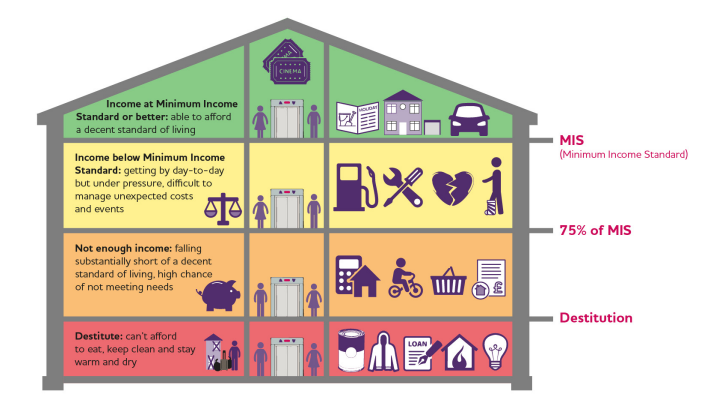 CINEMA
Income at Minimum Income
Standard or better: able to afford
a decent standard of living
HOLIDAY
MIS
(Minimum Income Standard)
Income below Minimum Income
Standard: getting by day-to-day
but under pressure, difficult to
manage unexpected costs
and events
75% of MIS
Not enough income: falling
substantially short of a decent
standard of living, high chance
of not meeting needs
£
Destitution
Destitute: can't afford
to eat, keep clean and stay
warm and dry
LOAN